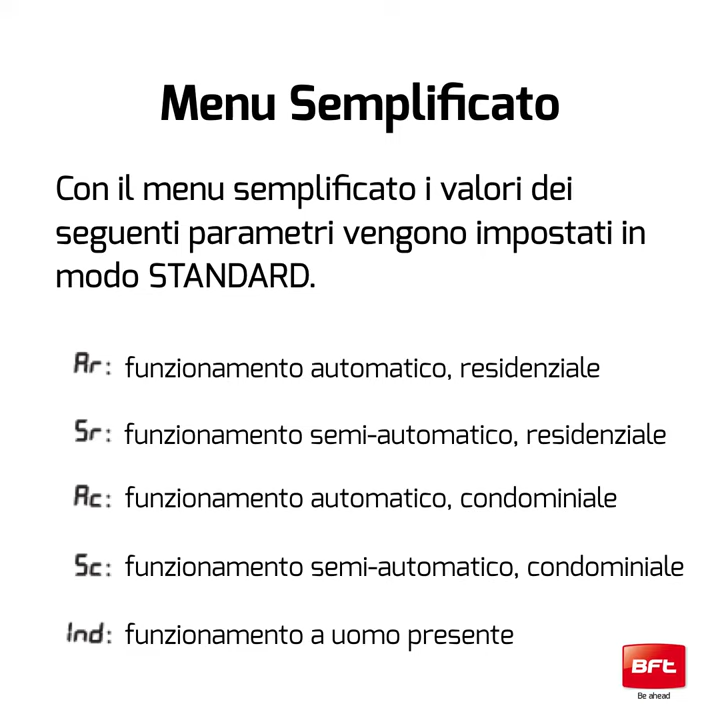 Menu Semplificato
Con il menu semplificato i valori dei
seguenti parametri vengono impostati in
modo STANDARD.
Ar: funzionamento automatico, residenziale
Sr: funzionamento semi-automatico, residenziale
Ac: funzionamento automatico, condominiale
Sc: funzionamento semi-automatico, condominiale
Ind: funzionamento a uomo presente
BFt
Be ahead